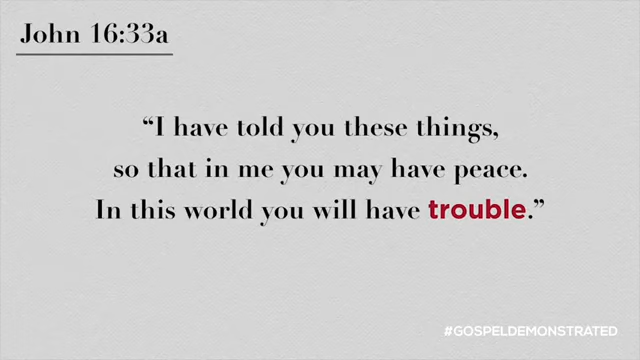 John 16:33a
“I have told you these things,
so that in me you may have peace.
In this world you will have trouble.”
#GOSPELDEMONSTRATED